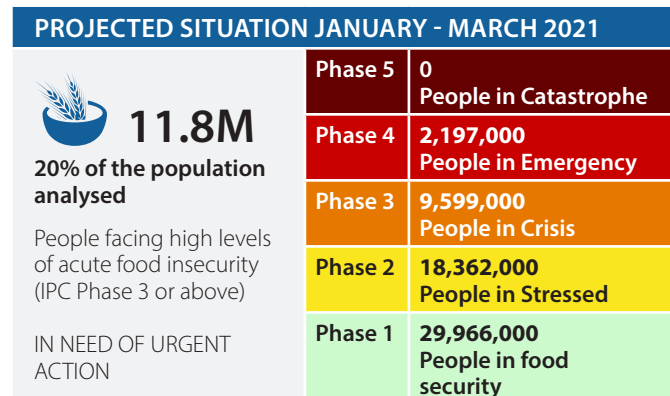 PROJECTED SITUATION JANUARY - MARCH 2021
11.8M
20% of the population
analysed
People facing high levels
of acute food insecurity
(IPC Phase 3 or above)
IN NEED OF URGENT
ACTION
Phase 5
0
People in Catastrophe
Phase 4
2,197,000
People in Emergency
Phase 3
9,599,000
People in Crisis
Phase 2
18,362,000
People in Stressed
Phase 1
29,966,000
People in food
security